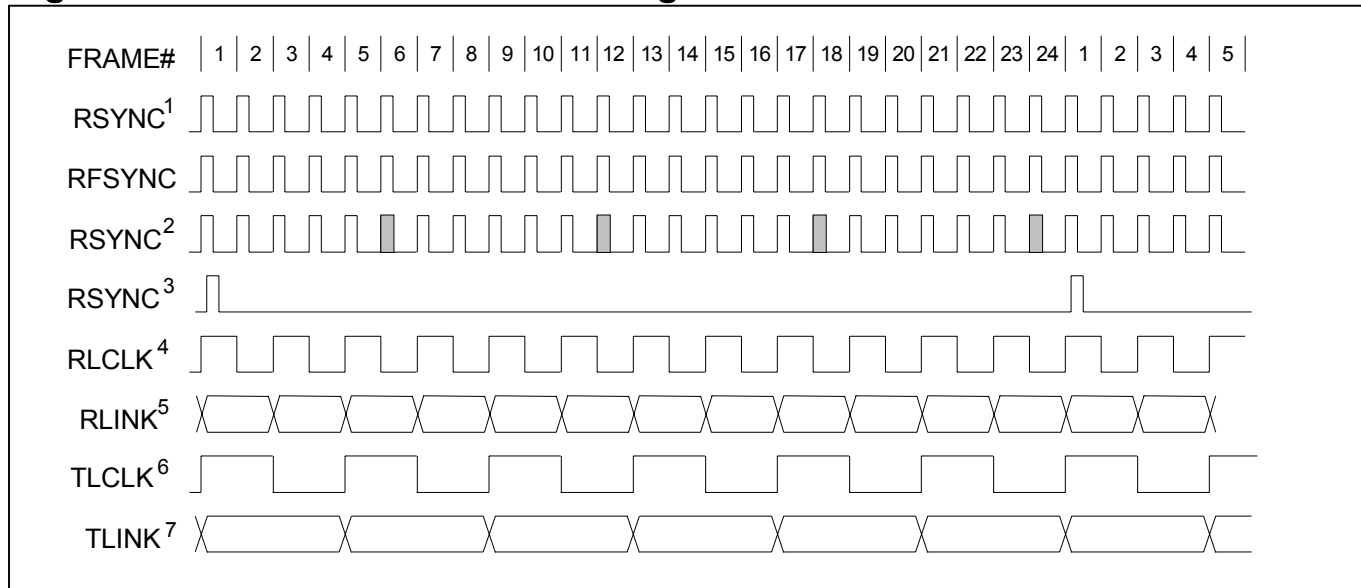 FRAME# 1 2 3 4 5 6 7 8 9 10 11 12 13 14 15 16 17 18 19 20 21 22 23 24 1 2 3 4 5
RSYNC1
RFSYNC
RSYNC2
RSYNC3
RLCLK4
RLINK5
TLCLK6
TLINK7